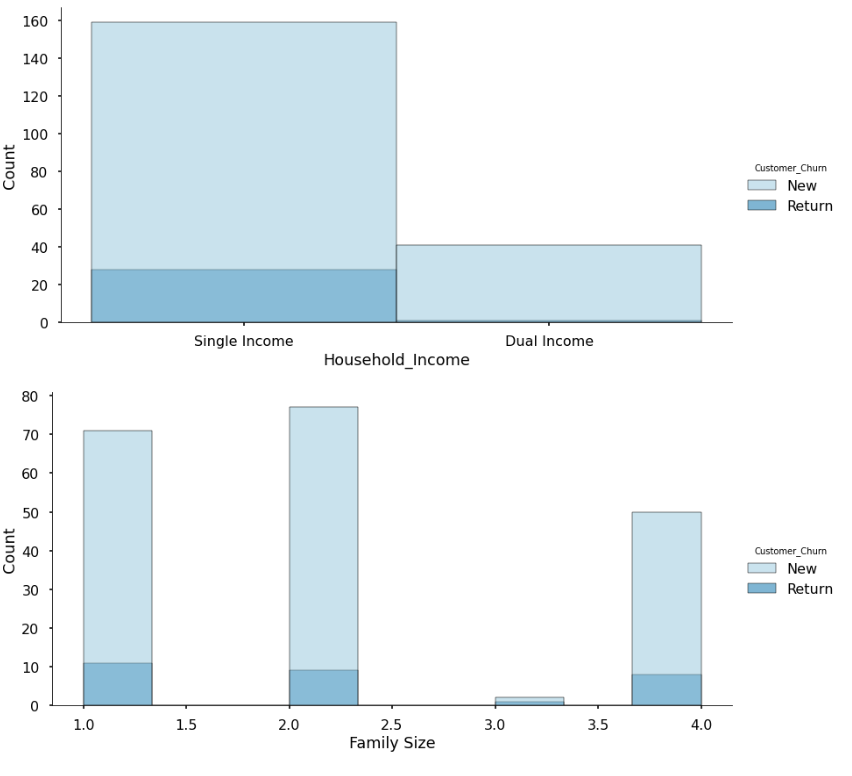 160
140
120
100
80
60
40
20
0
Count
Single Income
Dual Income
Household_Income
Customer_Churn
New
Return
80
70
60
50
40
30
20
10
0
Count
1.0 1.5 2.0 2.5 3.0 3.5 4.0
Family Size
Customer_Churn
New
Return